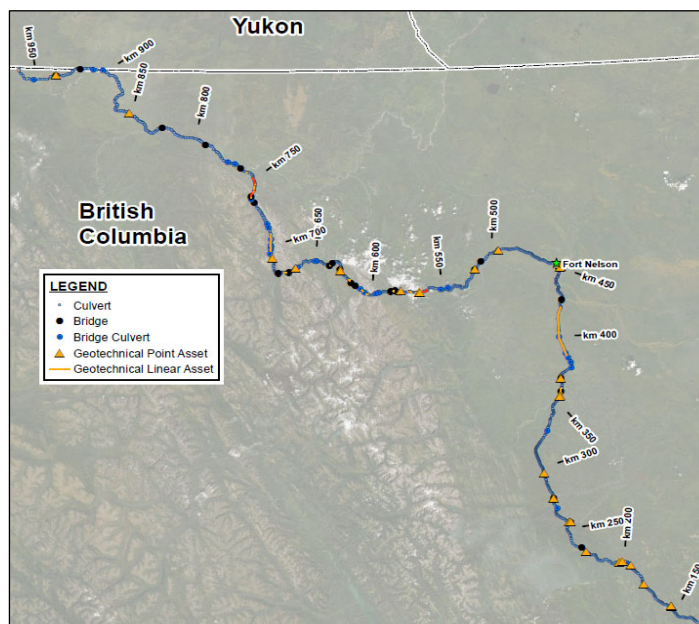 Yukon
km 950
km 900
km 850
km 800
km 750
British
Columbia
km 700
650
km 600
km 550
km 500
Fort Nelson
km 450
km 400
km 350
km 300
km 250
km 200
km 150
LEGEND
Culvert
Bridge
Bridge Culvert
Geotechnical Point Asset
Geotechnical Linear Asset